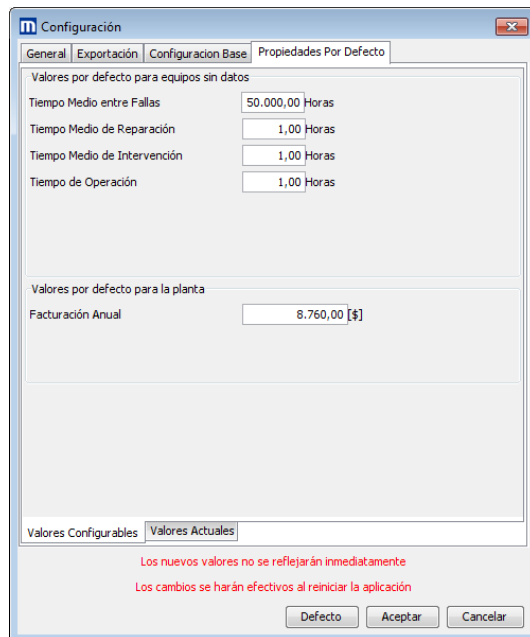 m Configuración
General Exportación Configuracion Base Propiedades Por Defecto
Valores por defecto para equipos sin datos
Tiempo Medio entre Fallas 50.000,00 Horas
Tiempo Medio de Reparación 1,00 Horas
Tiempo Medio de Intervención 1,00 Horas
Tiempo de Operación 1,00 Horas
Valores por defecto para la planta
Facturación Anual 8.760,00 [$]
Valores Configurables Valores Actuales
Los nuevos valores no se reflejarán inmediatamente
Los cambios se harán efectivos al reiniciar la aplicación
Defecto Aceptar Cancelar